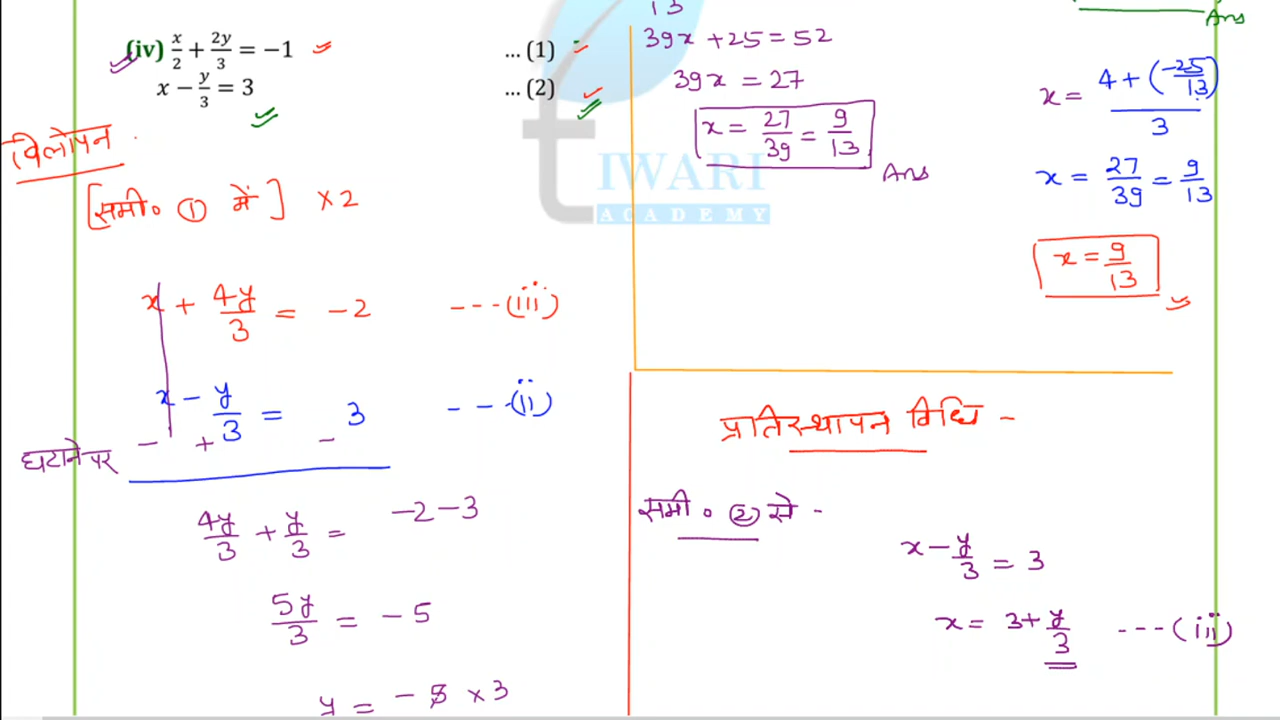 (iv) x/2 + 2y/3 = −1 ... (1)
x − y/3 = 3 ... (2)
विलोपन
[समी० ① में] × 2
x + 4y/3 = -2 ---(iii)
x - y/3 = 3 ---(ii)
घटाने पर - + -
4y/3 + y/3 = -2-3
5y/3 = -5
y = -5 × 3
13
39x + 25 = 52
39x = 27
x = 27/39 = 9/13
Ans
TIWARI
ACADEMY
Ans
x = 4 + (-25/13) / 3
x = 27/39 = 9/13
x = 9/13
प्रतिस्थापन विधि -
समी० ② से -
x - y/3 = 3
x = 3 + y/3 ---(iii)